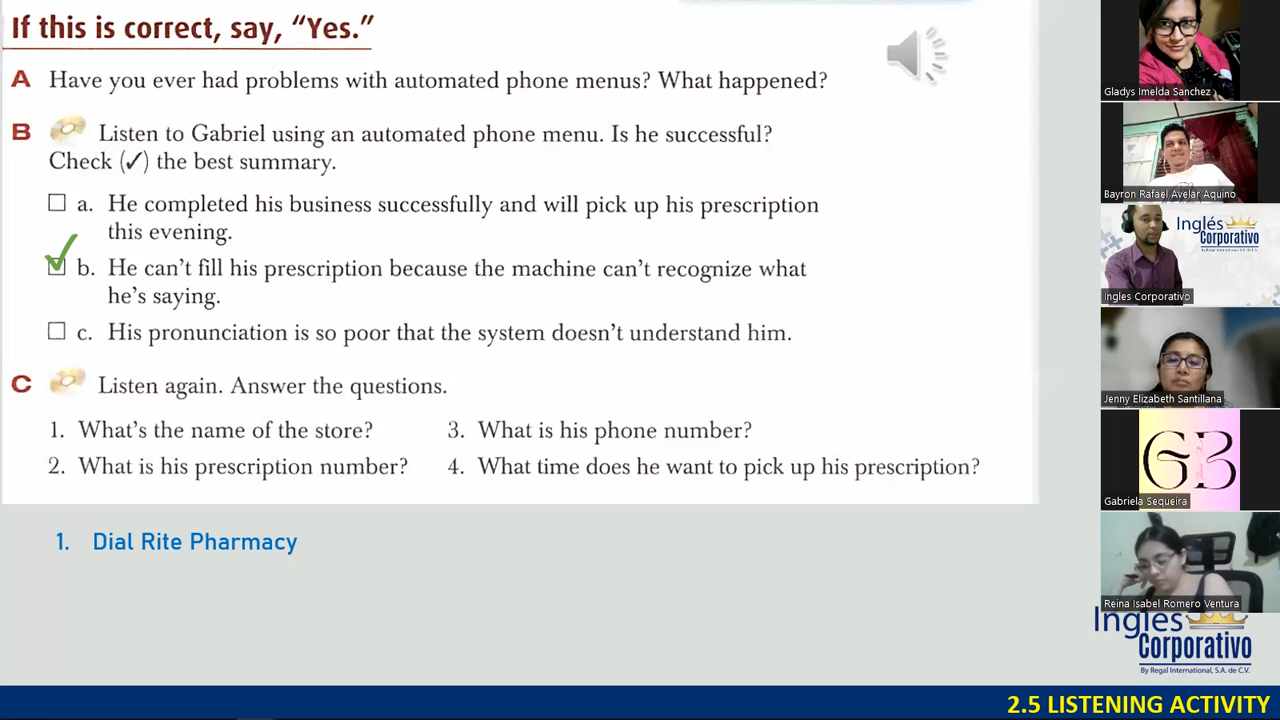 If this is correct, say, “Yes.”
A Have you ever had problems with automated phone menus? What happened?
B Listen to Gabriel using an automated phone menu. Is he successful?
Check (✓) the best summary.
a. He completed his business successfully and will pick up his prescription
this evening.
b. He can’t fill his prescription because the machine can’t recognize what
he’s saying.
c. His pronunciation is so poor that the system doesn’t understand him.
C Listen again. Answer the questions.
1. What’s the name of the store?
2. What is his prescription number?
3. What is his phone number?
4. What time does he want to pick up his prescription?
1. Dial Rite Pharmacy
2.5 LISTENING ACTIVITY
Gladys Imelda Sanchez
Bayron Rafael Avelar Aquino
Inglés
Corporativo
Ingles Corporativo
Jenny Elizabeth Santillana
GB
Gabriela Sequeira
Reina Isabel Romero Ventura
Inglés
Corporativo
By Regal International, S.A. de C.V.